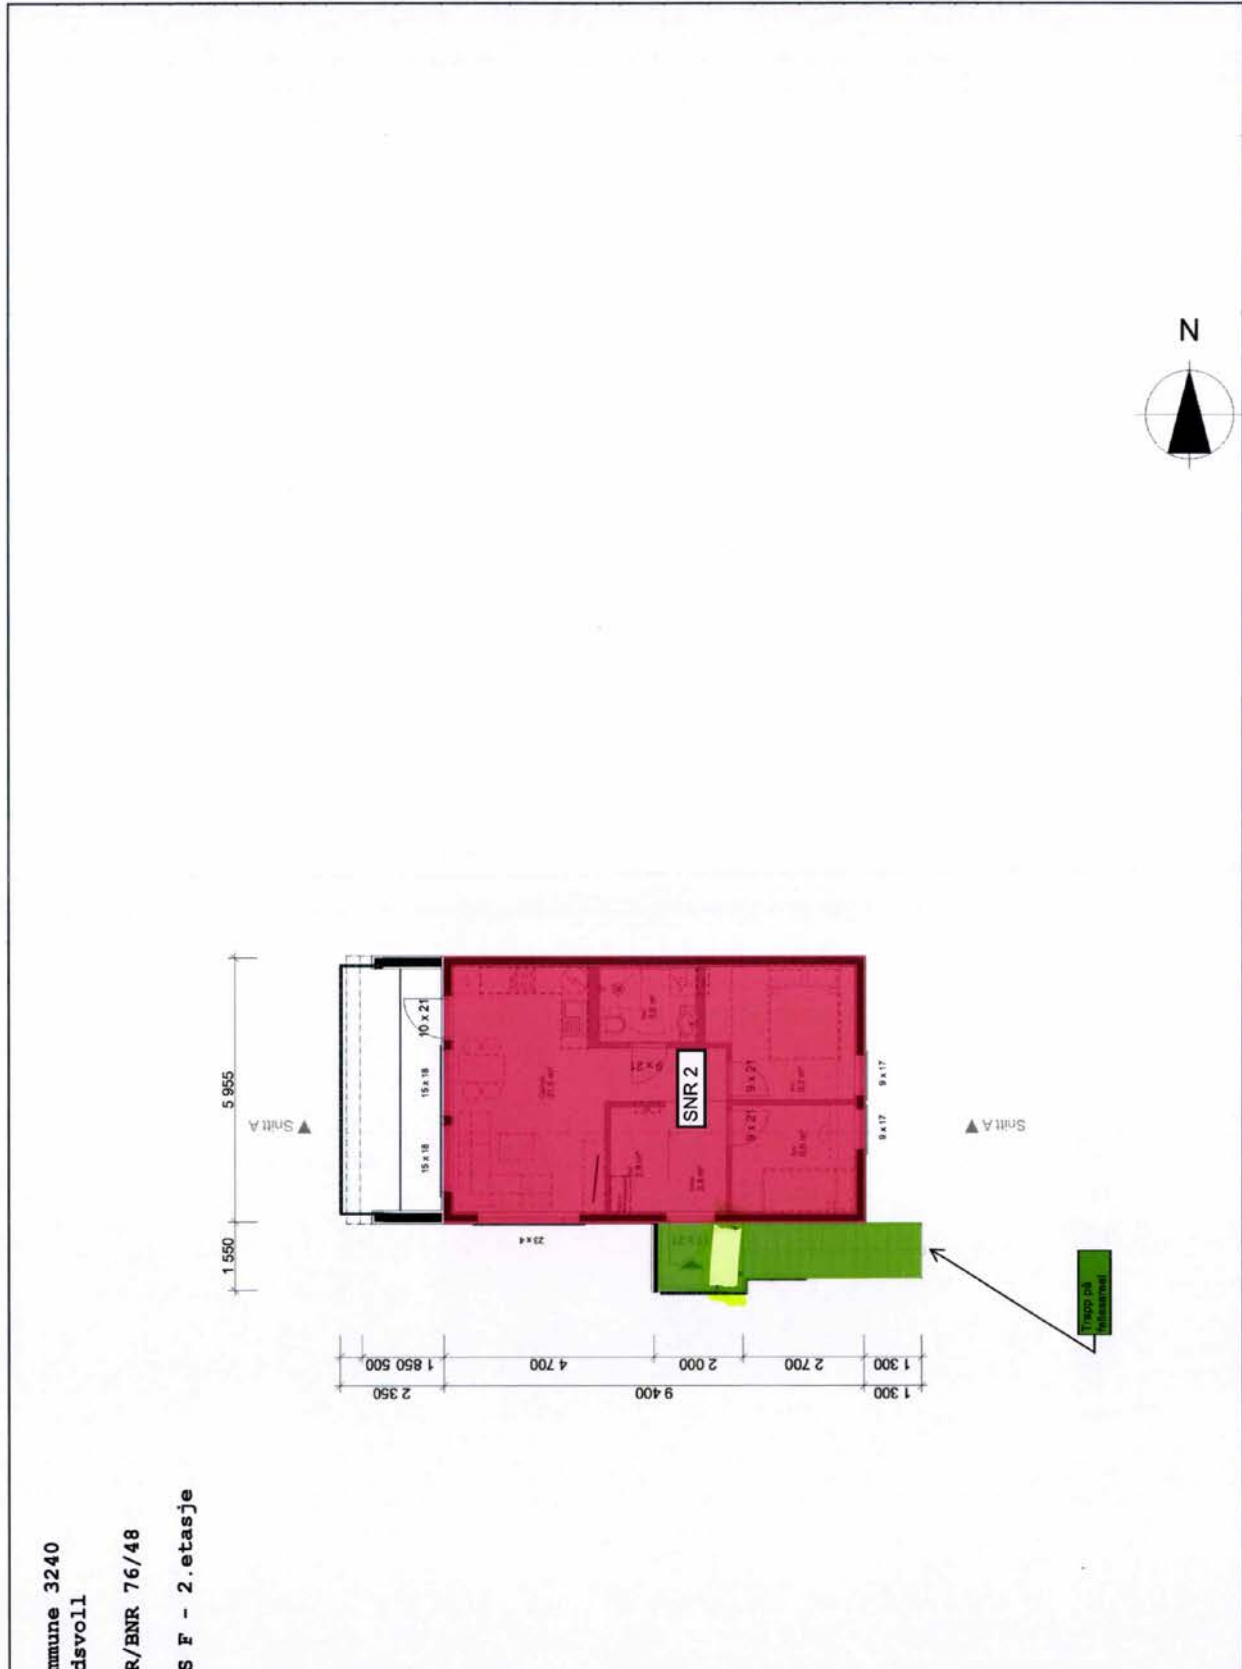 mmune 3240
dsvoll
R/BNR 76/48
S F - 2.etasje
N
5 955
1 550
Snitt A
10 x 21
15 x 18
15 x 18
23 x 4
SNR 2
9 x 21
9 x 21
9 x 17
9 x 17
Snitt A
500
1 850
4 700
2 000
2 700
1 300
2 350
9 400
1 300
Trapp på
fellesareal